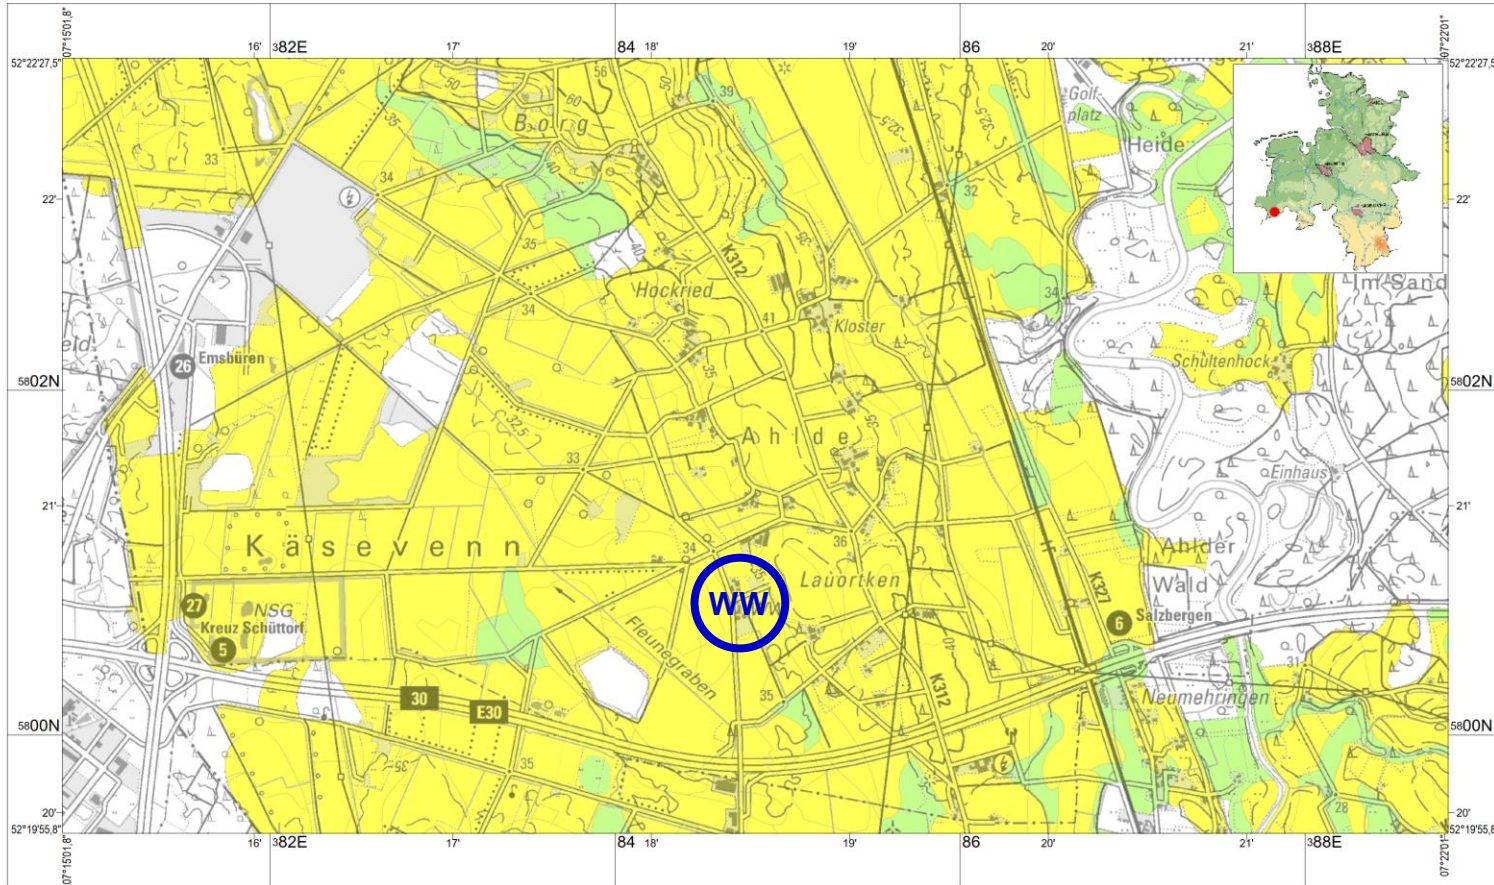 07°15'01,8"
07°22'01"
16'
³82E
17'
84
18'
19'
86
20'
21'
³88E
52°22'27,5"
52°22'27,5"
56
50
50
39
60
Golf-
platz
Borg
~32,5~
33
Heide
34
40
32
22'
22'
35
35
40
K312
34
Im Sand
Hockried
34
41
Kloster
Emsbüren
26
Schültenhock
35
5802N
5802N
~32,5~
35
Ahlde
33
Einhaus
21'
21'
34
36
Ahlder
Käsevenn
35
Lauörtken
Wald
K327
WW
27
NSG
6
Salzbergen
Kreuz Schüttorf
5
Fleunegraben
40
31
30
E30
35
K312
Neumehringen
5800N
5800N
35
35
28
20'
20'
52°19'55,8"
52°19'55,8"
16'
³82E
17'
84
18'
19'
86
20'
21'
³88E
07°15'01,8"
07°22'01"